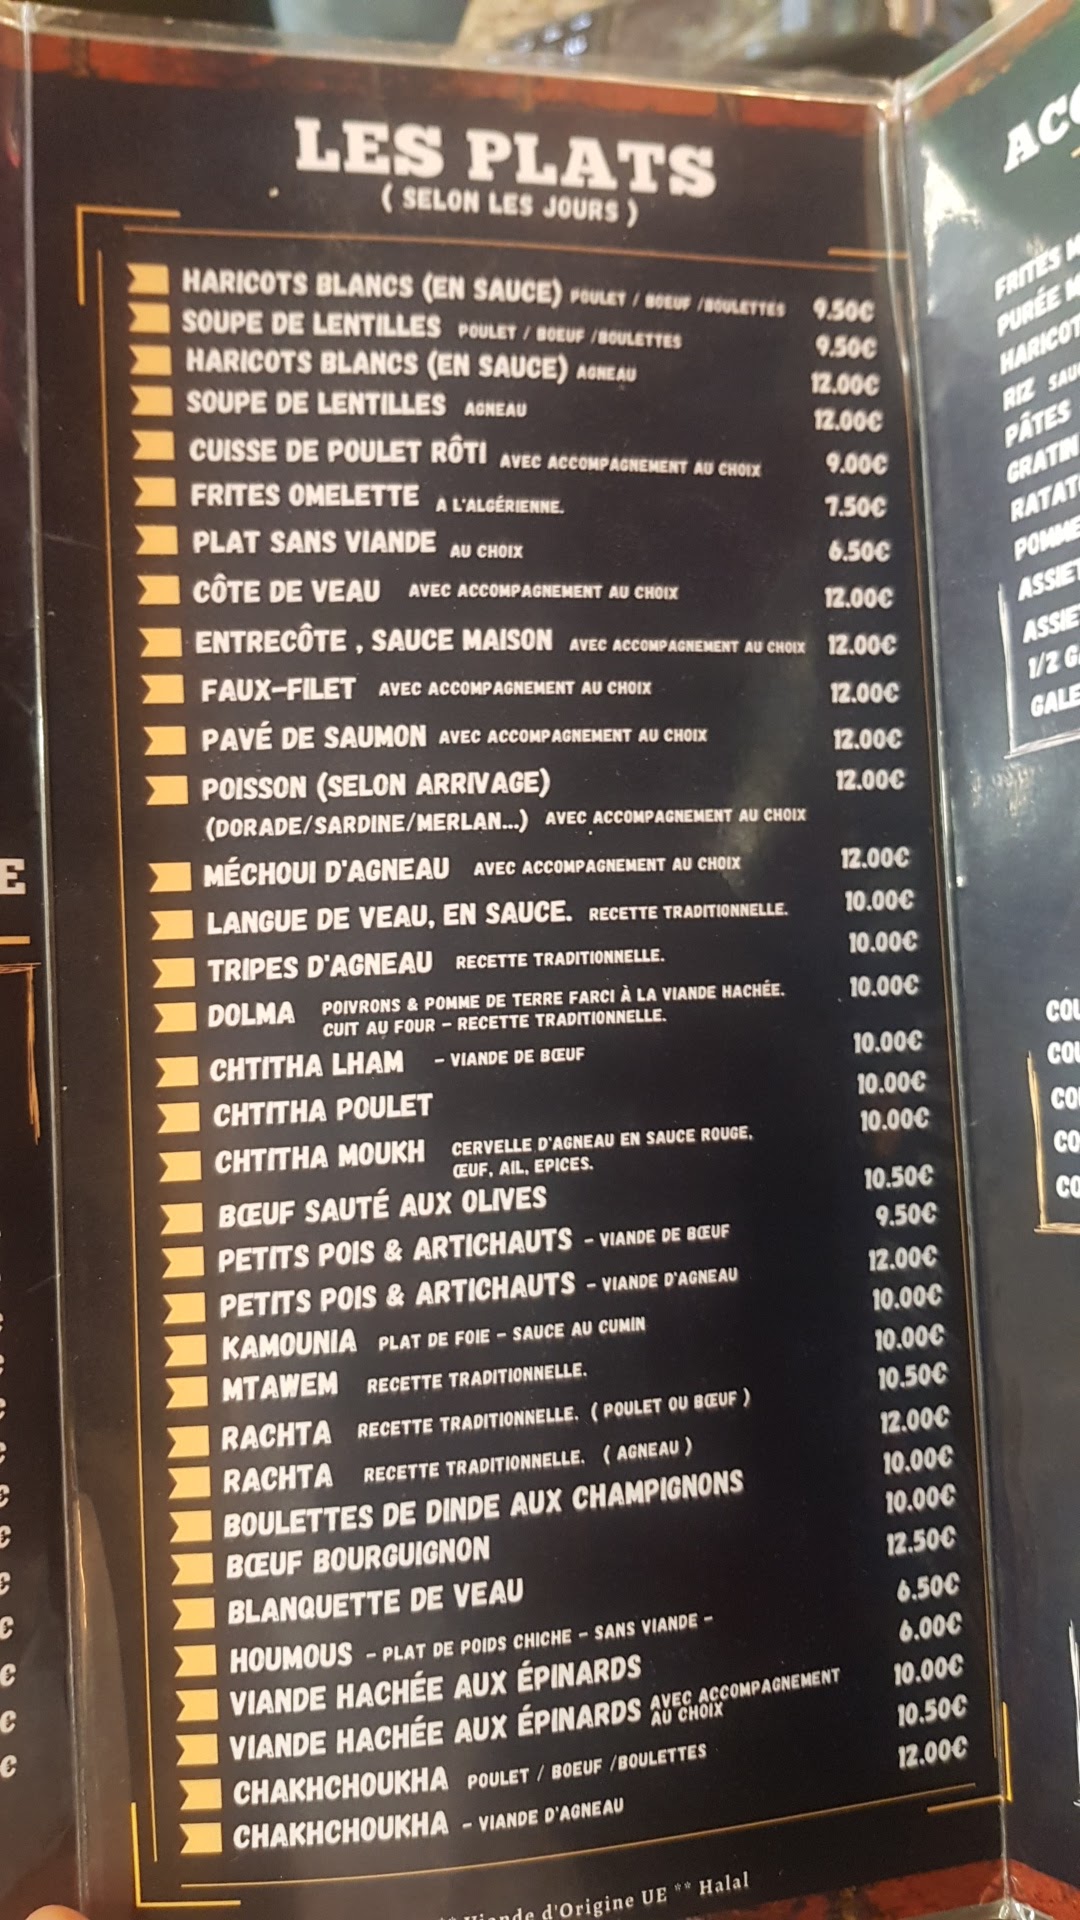 LES PLATS
( SELON LES JOURS )
HARICOTS BLANCS (EN SAUCE) POULET / BOEUF /BOULETTES 9.50€
SOUPE DE LENTILLES POULET / BOEUF /BOULETTES 9.50€
HARICOTS BLANCS (EN SAUCE) AGNEAU 12.00€
SOUPE DE LENTILLES AGNEAU 12.00€
CUISSE DE POULET RÔTI AVEC ACCOMPAGNEMENT AU CHOIX 9.00€
FRITES OMELETTE A L'ALGÉRIENNE. 7.50€
PLAT SANS VIANDE AU CHOIX 6.50€
CÔTE DE VEAU AVEC ACCOMPAGNEMENT AU CHOIX 12.00€
ENTRECÔTE , SAUCE MAISON AVEC ACCOMPAGNEMENT AU CHOIX 12.00€
FAUX-FILET AVEC ACCOMPAGNEMENT AU CHOIX 12.00€
PAVÉ DE SAUMON AVEC ACCOMPAGNEMENT AU CHOIX 12.00€
POISSON (SELON ARRIVAGE) 12.00€
(DORADE/SARDINE/MERLAN...) AVEC ACCOMPAGNEMENT AU CHOIX
MÉCHOUI D'AGNEAU AVEC ACCOMPAGNEMENT AU CHOIX 12.00€
LANGUE DE VEAU, EN SAUCE. RECETTE TRADITIONNELLE. 10.00€
TRIPES D'AGNEAU RECETTE TRADITIONNELLE. 10.00€
DOLMA POIVRONS & POMME DE TERRE FARCI À LA VIANDE HACHÉE. 10.00€
CUIT AU FOUR - RECETTE TRADITIONNELLE.
CHTITHA LHAM - VIANDE DE BŒUF 10.00€
CHTITHA POULET 10.00€
CHTITHA MOUKH CERVELLE D'AGNEAU EN SAUCE ROUGE, 10.00€
ŒUF, AIL, EPICES.
BŒUF SAUTÉ AUX OLIVES 10.50€
PETITS POIS & ARTICHAUTS - VIANDE DE BŒUF 9.50€
PETITS POIS & ARTICHAUTS - VIANDE D'AGNEAU 12.00€
KAMOUNIA PLAT DE FOIE - SAUCE AU CUMIN 10.00€
MTAWEM RECETTE TRADITIONNELLE. 10.00€
RACHTA RECETTE TRADITIONNELLE. ( POULET OU BŒUF ) 10.50€
RACHTA RECETTE TRADITIONNELLE. ( AGNEAU ) 12.00€
BOULETTES DE DINDE AUX CHAMPIGNONS 10.00€
BŒUF BOURGUIGNON 10.00€
BLANQUETTE DE VEAU 12.50€
HOUMOUS - PLAT DE POIDS CHICHE - SANS VIANDE - 6.50€
VIANDE HACHÉE AUX ÉPINARDS 6.00€
VIANDE HACHÉE AUX ÉPINARDS AVEC ACCOMPAGNEMENT 10.00€
AU CHOIX
CHAKHCHOUKHA POULET / BOEUF /BOULETTES 10.50€
CHAKHCHOUKHA - VIANDE D'AGNEAU 12.00€
** Viande d'Origine UE ** Halal
FRITES
PURÉE
RIZ
PÂTES
GRATIN
1/2